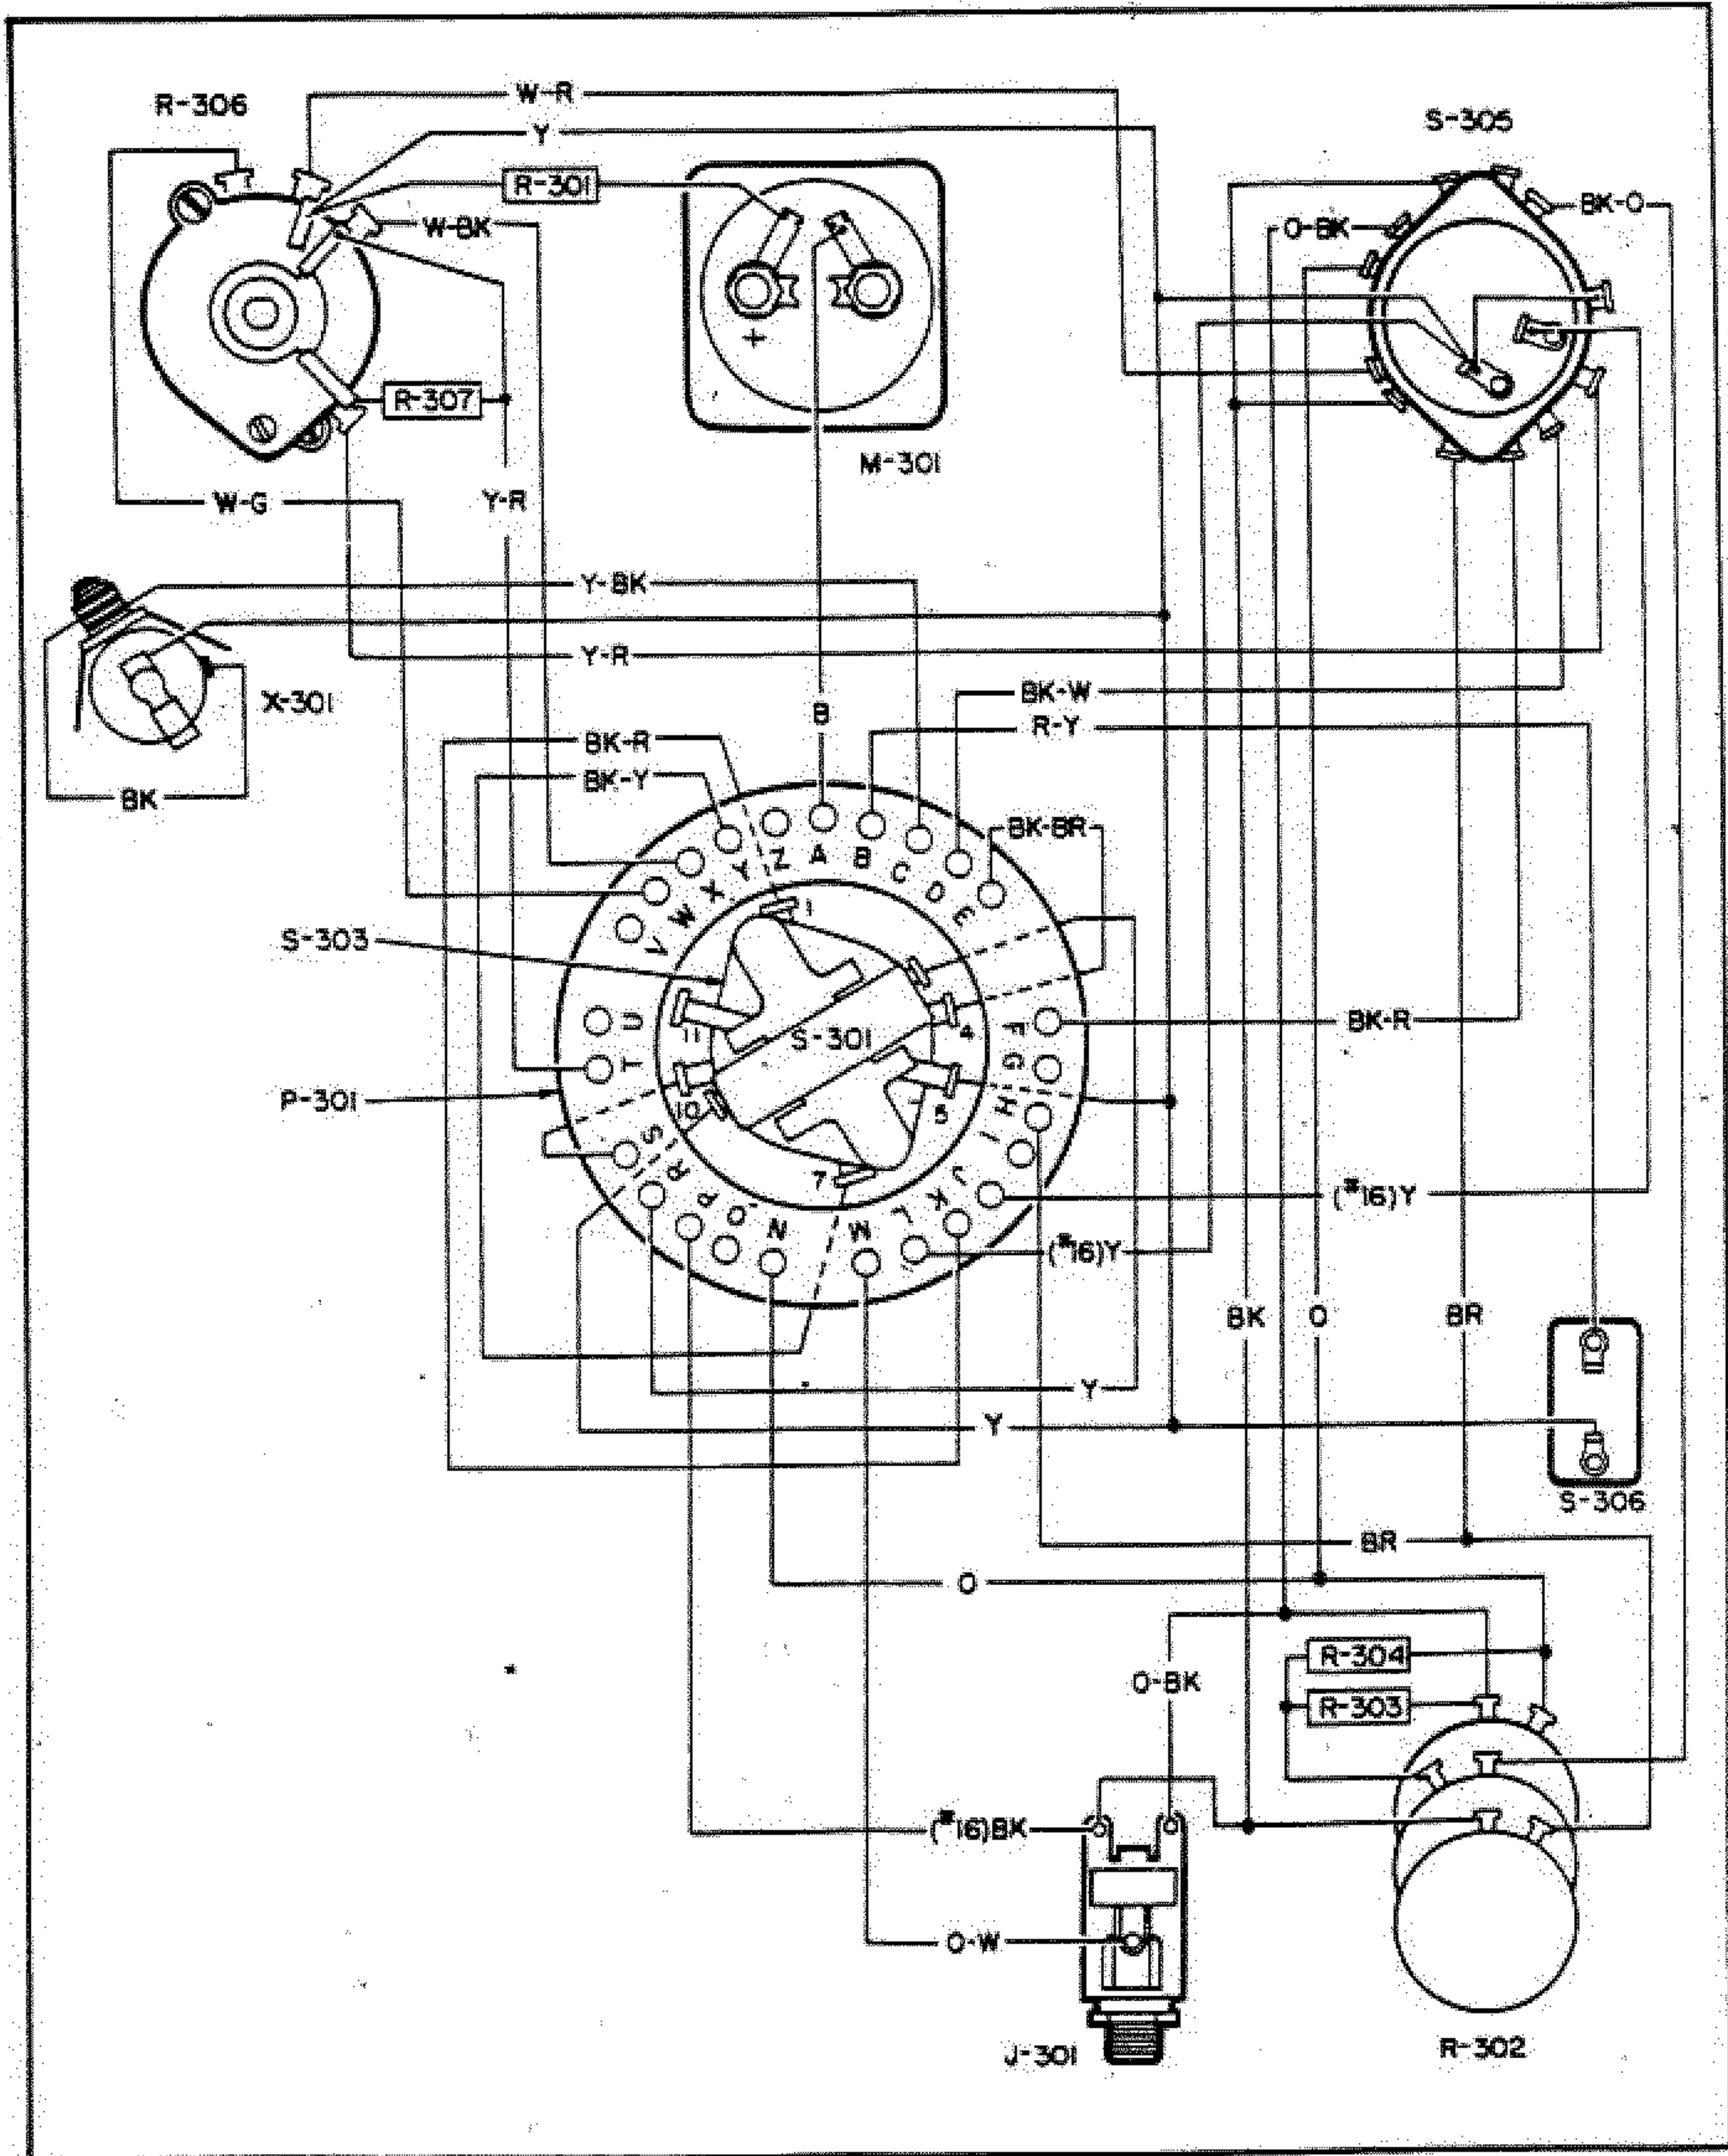 W-R
R-306
S-305
Y
R-301
BK-O
W-BK
O-BK
+
R-307
M-301
W-G
Y-R
Y-BK
Y-R
BK-W
X-301
B
R-Y
BK-R
BK-Y
BK
BK-BR
A
B
C
D
E
F
G
H
I
J
K
L
M
N
O
P
R
S
T
U
V
W
X
Y
Z
1
4
5
7
10
11
S-303
S-301
BK-R
P-301
(#16)Y
(#16)Y
BK
O
BR
Y
Y
S-306
BR
O
R-304
O-BK
R-303
(#16)BK
O-W
J-301
R-302